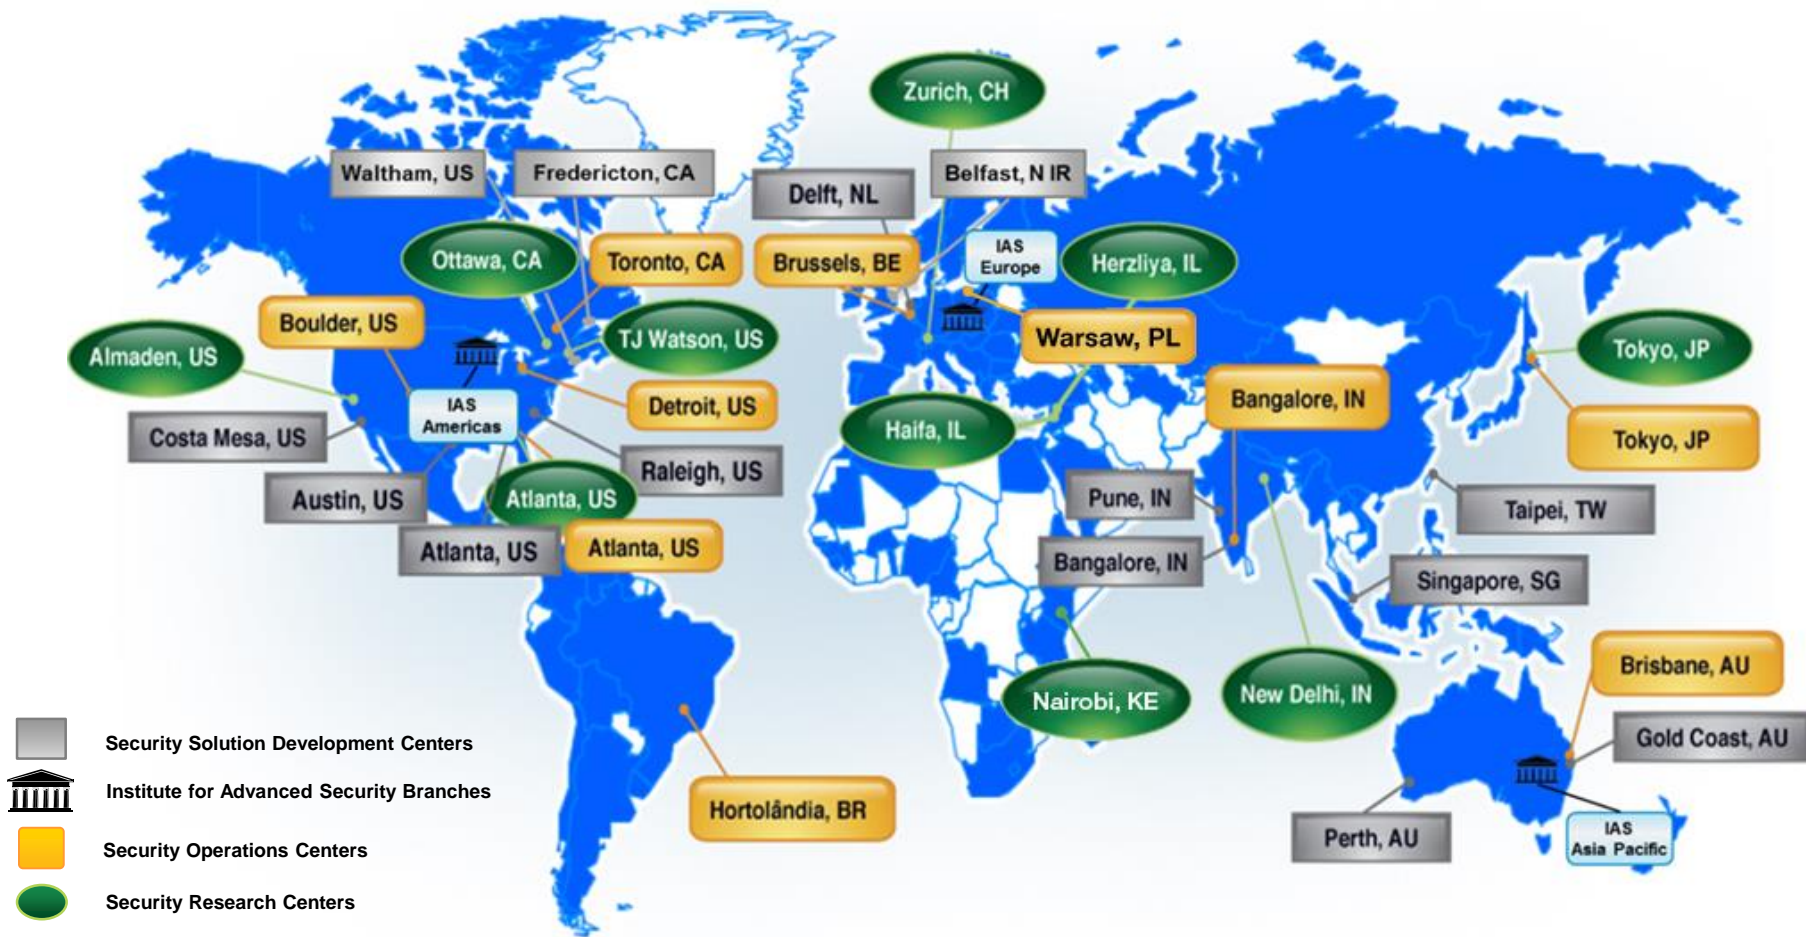 Zurich, CH
Waltham, US
Fredericton, CA
Delft, NL
Belfast, N IR
Ottawa, CA
Toronto, CA
Brussels, BE
IAS
Europe
Herzliya, IL
Boulder, US
Almaden, US
TJ Watson, US
Warsaw, PL
Tokyo, JP
IAS
Americas
Detroit, US
Bangalore, IN
Costa Mesa, US
Haifa, IL
Tokyo, JP
Austin, US
Atlanta, US
Raleigh, US
Pune, IN
Taipei, TW
Atlanta, US
Atlanta, US
Bangalore, IN
Singapore, SG
Nairobi, KE
New Delhi, IN
Brisbane, AU
Gold Coast, AU
Hortolândia, BR
Perth, AU
IAS
Asia Pacific
Security Solution Development Centers
Institute for Advanced Security Branches
Security Operations Centers
Security Research Centers